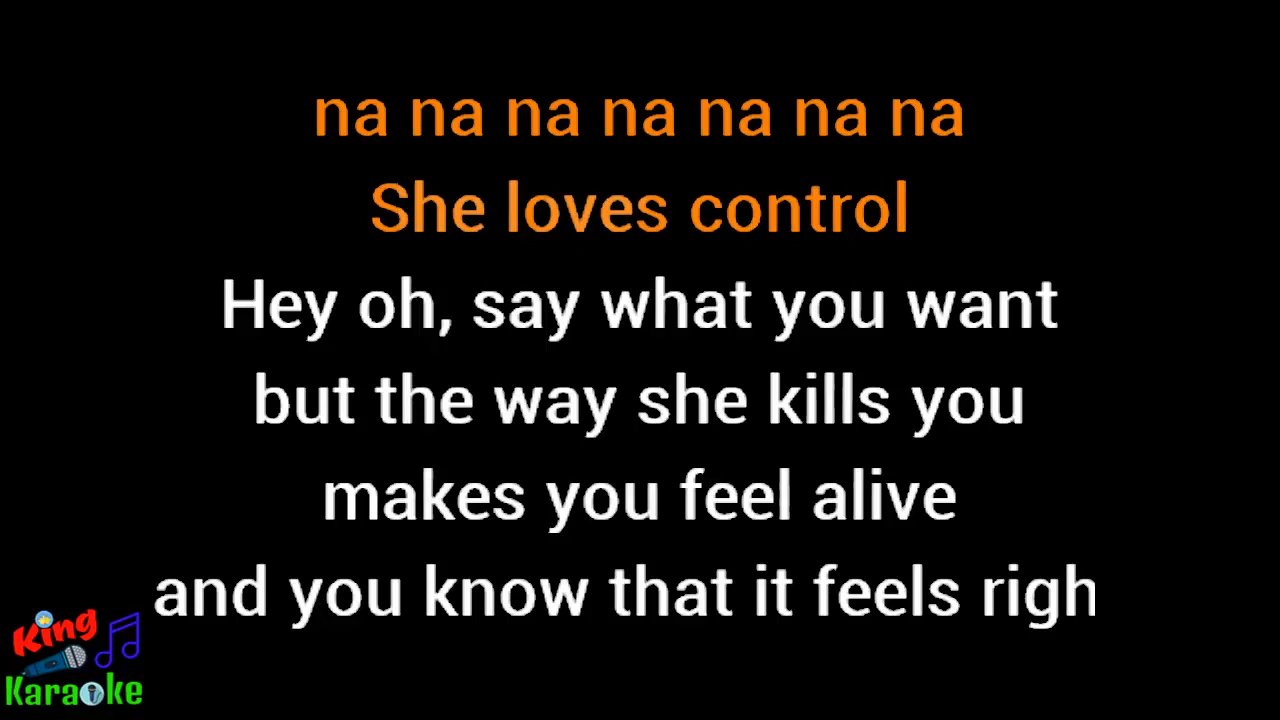 na na na na na na na
She loves control
Hey oh, say what you want
but the way she kills you
makes you feel alive
and you know that it feels righ
King
Karaoke